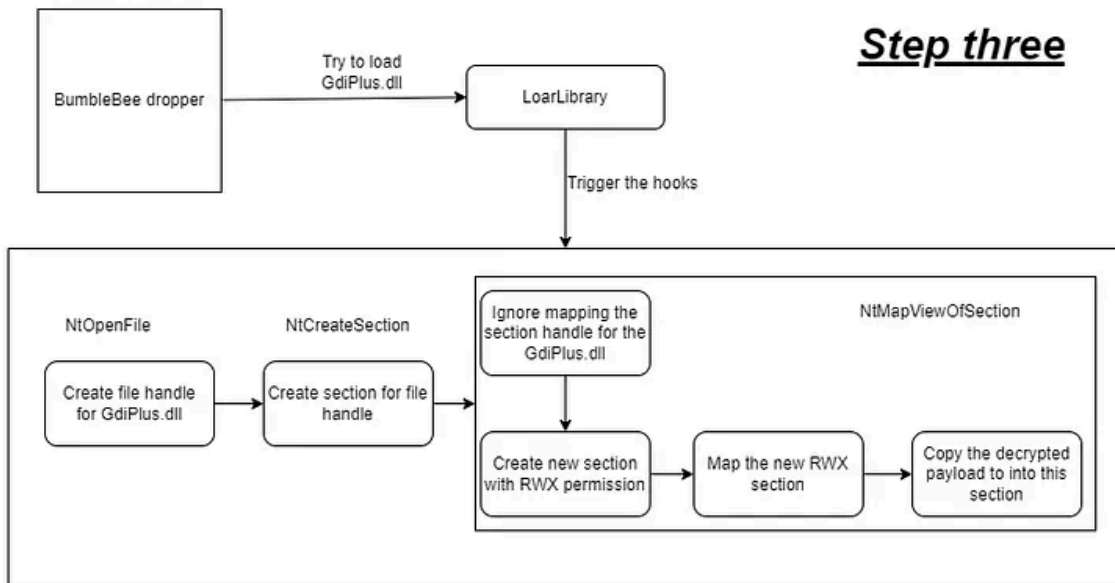 Step three
Try to load
GdiPlus.dll
BumbleBee dropper
LoarLibrary
Trigger the hooks
NtOpenFile
NtCreateSection
NtMapViewOfSection
Ignore mapping the
section handle for the
GdiPlus.dll
Create file handle
for GdiPlus.dll
Create section for file
handle
Create new section
with RWX permission
Map the new RWX
section
Copy the decrypted
payload to into this
section